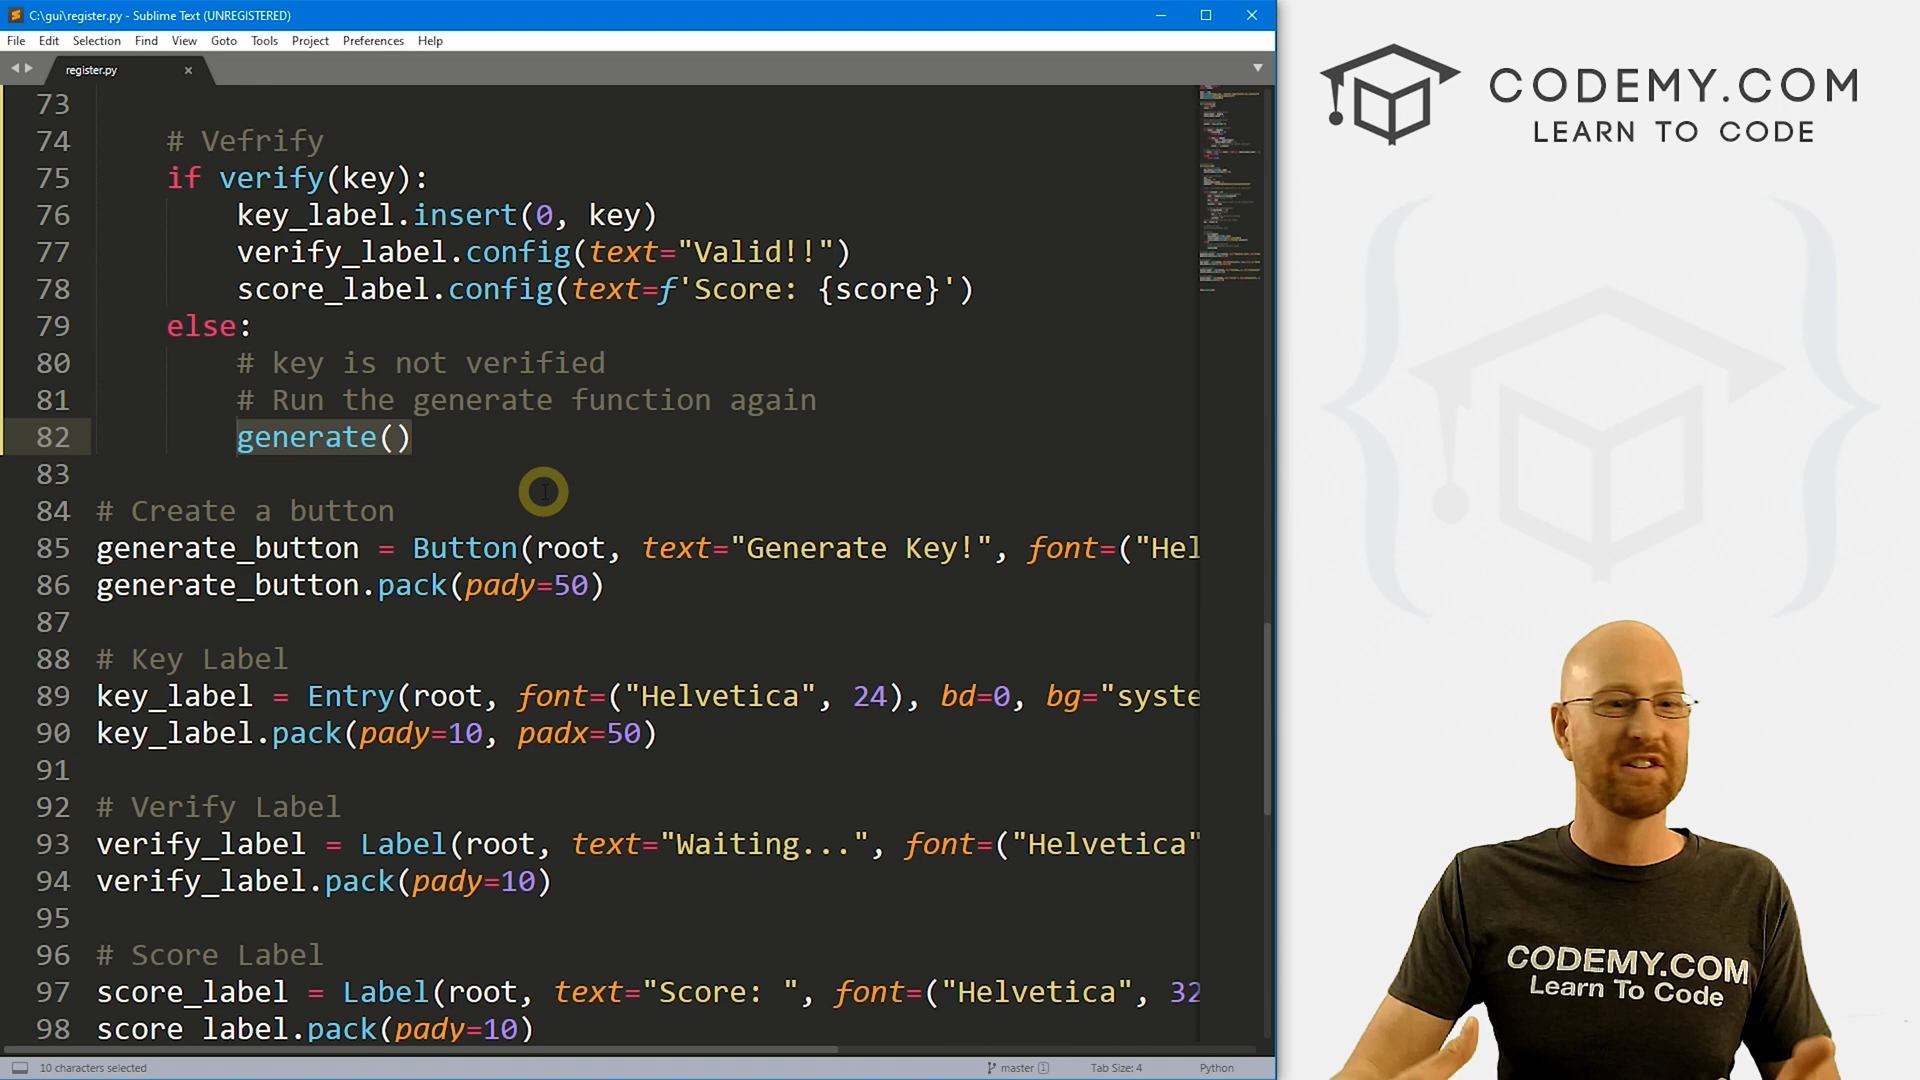 C:\gui\register.py - Sublime Text (UNREGISTERED)
File Edit Selection Find View Goto Tools Project Preferences Help
register.py
73
74 # Vefrify
75 if verify(key):
76 key_label.insert(0, key)
77 verify_label.config(text="Valid!!")
78 score_label.config(text=f'Score: {score}')
79 else:
80 # key is not verified
81 # Run the generate function again
82 generate()
83
84 # Create a button
85 generate_button = Button(root, text="Generate Key!", font=("Hel
86 generate_button.pack(pady=50)
87
88 # Key Label
89 key_label = Entry(root, font=("Helvetica", 24), bd=0, bg="syste
90 key_label.pack(pady=10, padx=50)
91
92 # Verify Label
93 verify_label = Label(root, text="Waiting...", font=("Helvetica"
94 verify_label.pack(pady=10)
95
96 # Score Label
97 score_label = Label(root, text="Score: ", font=("Helvetica", 32
98 score_label.pack(pady=10)
10 characters selected
master 1
Tab Size: 4
Python
CODEMY.COM
LEARN TO CODE
CODEMY.COM
Learn To Code